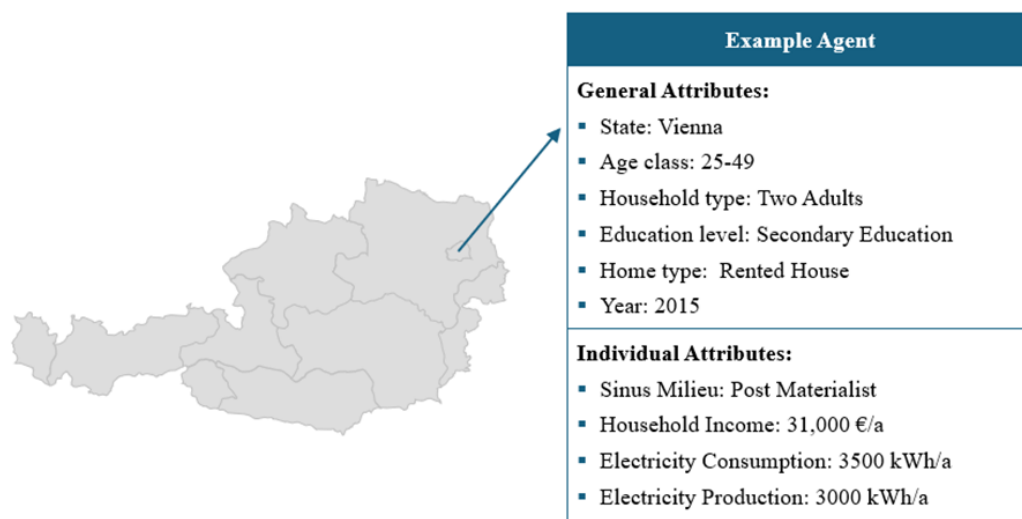 Example Agent
General Attributes:
▪ State: Vienna
▪ Age class: 25-49
▪ Household type: Two Adults
▪ Education level: Secondary Education
▪ Home type: Rented House
▪ Year: 2015
Individual Attributes:
▪ Sinus Milieu: Post Materialist
▪ Household Income: 31,000 €/a
▪ Electricity Consumption: 3500 kWh/a
▪ Electricity Production: 3000 kWh/a